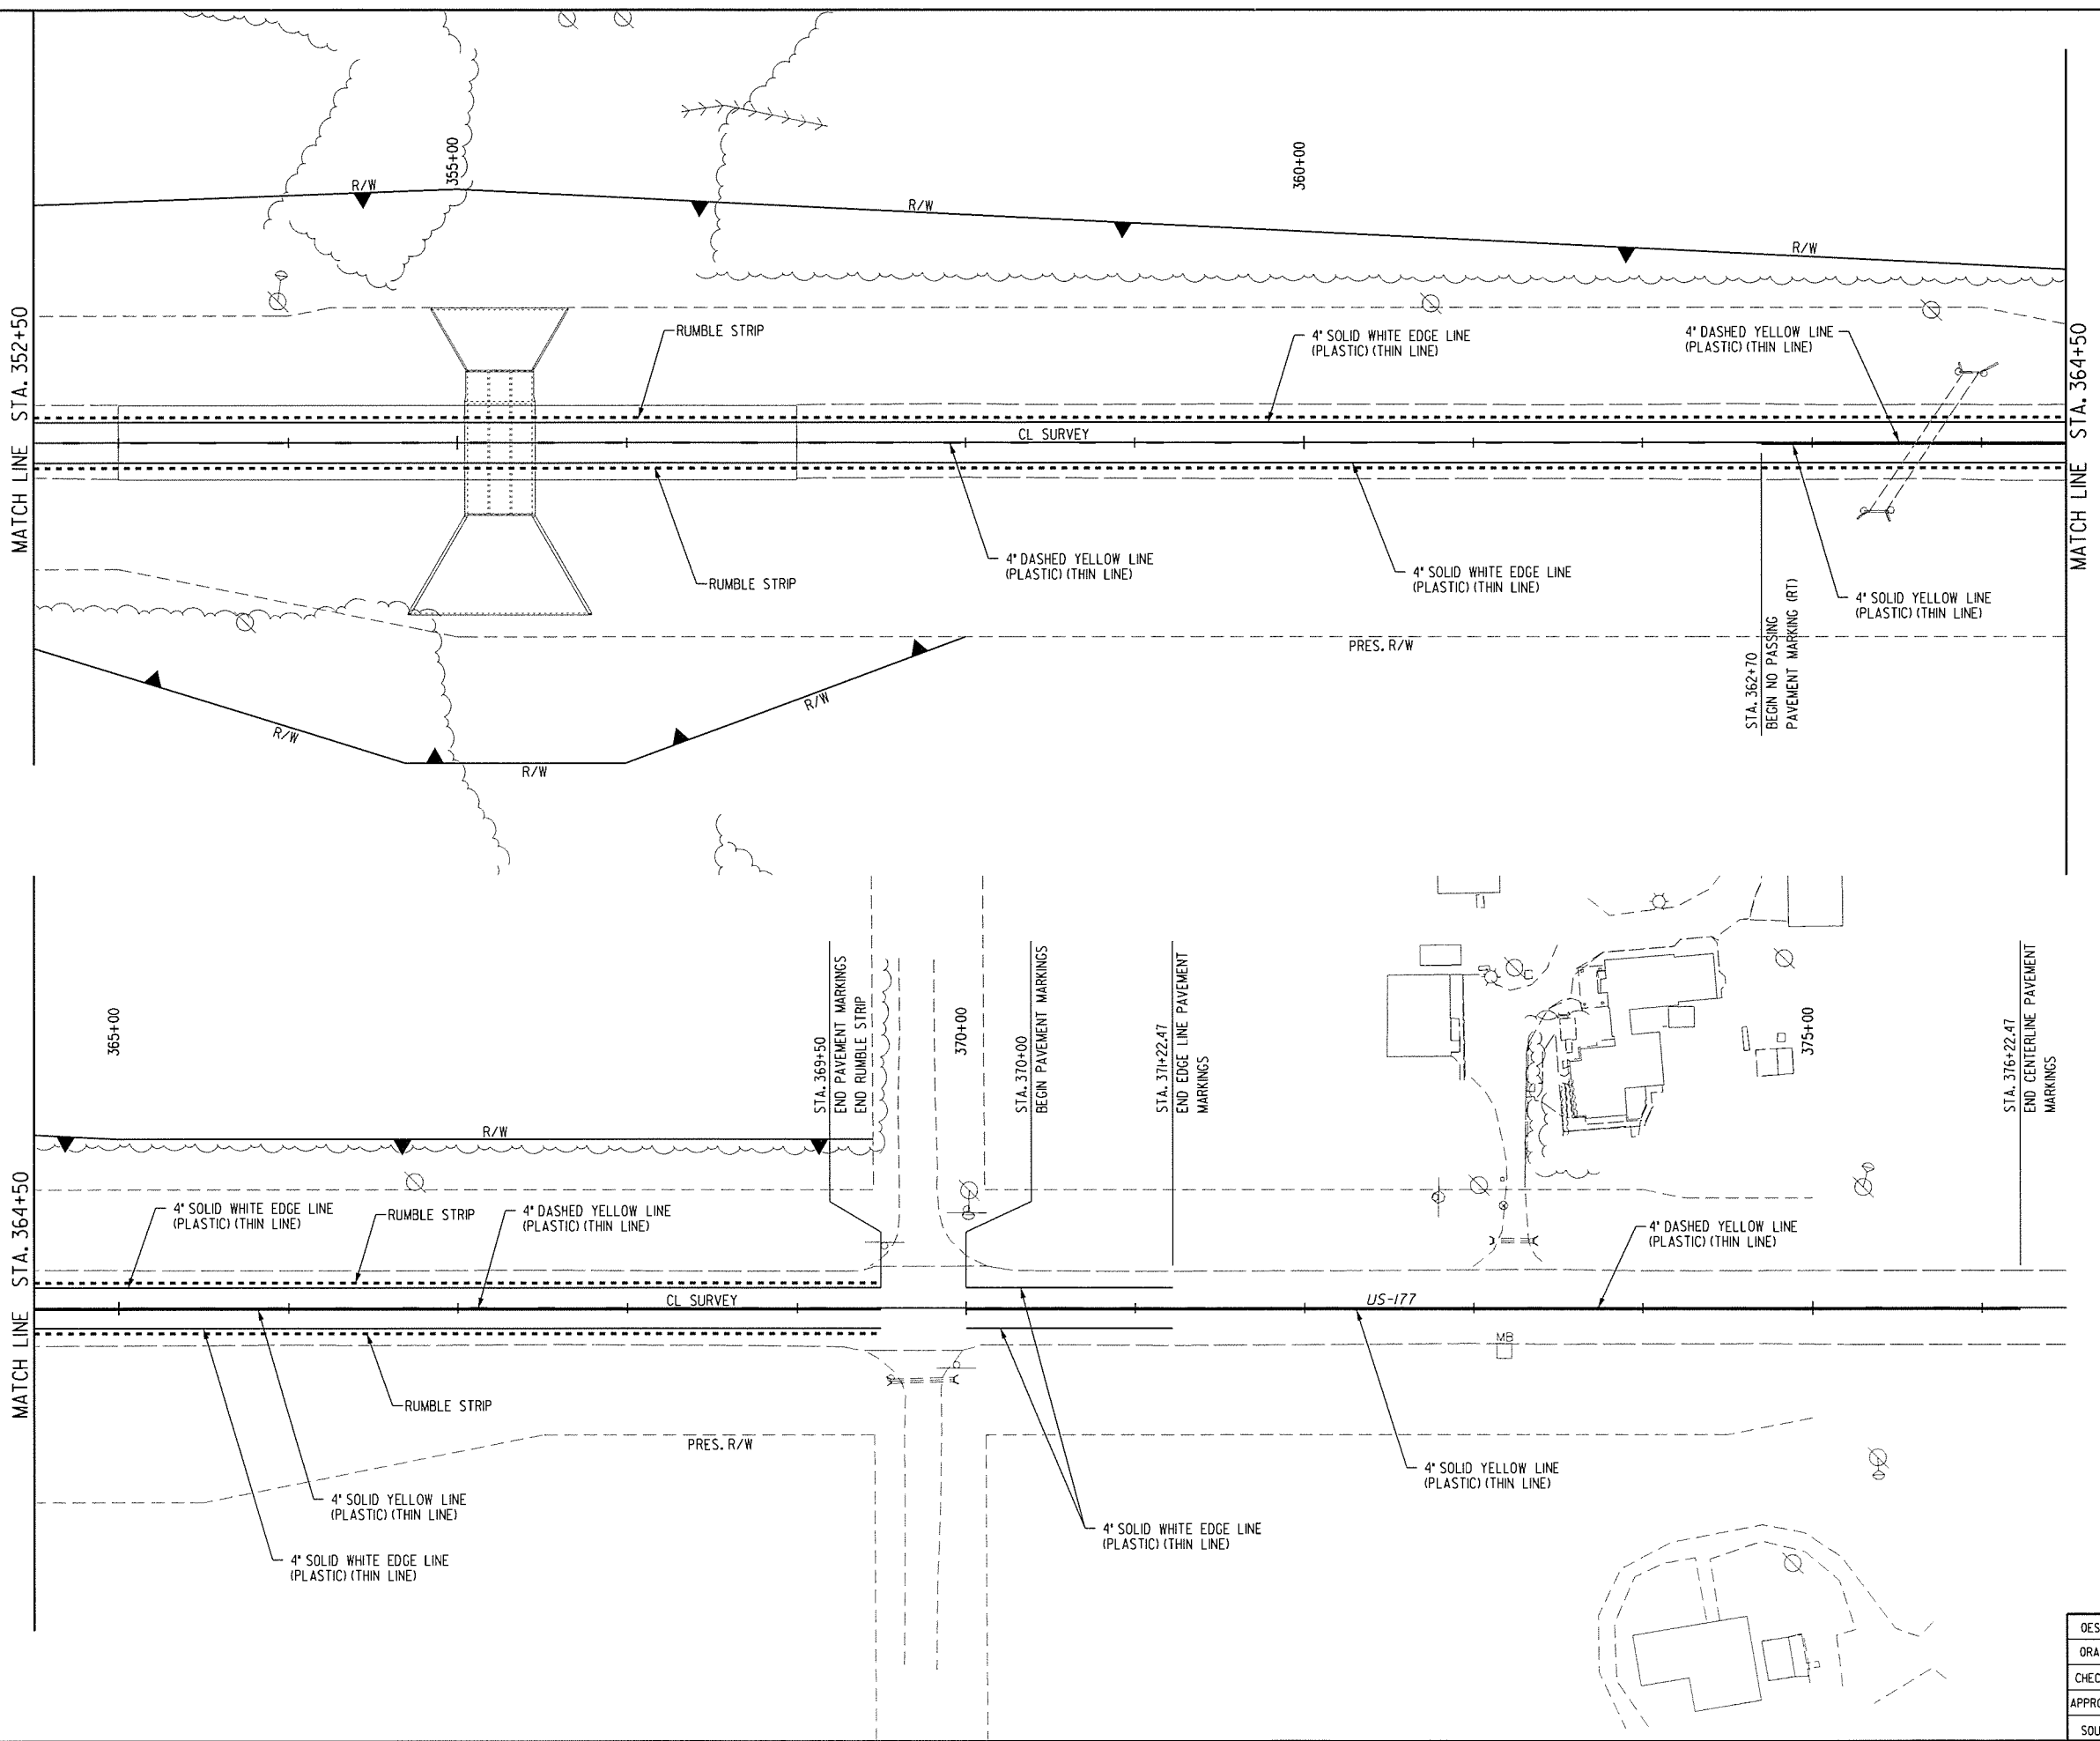 355+00
360+00
R/W
R/W
R/W
MATCH LINE STA. 352+50
RUMBLE STRIP
4" SOLID WHITE EDGE LINE
(PLASTIC) (THIN LINE)
4" DASHED YELLOW LINE
(PLASTIC) (THIN LINE)
MATCH LINE STA. 364+50
CL SURVEY
RUMBLE STRIP
4" DASHED YELLOW LINE
(PLASTIC) (THIN LINE)
4" SOLID WHITE EDGE LINE
(PLASTIC) (THIN LINE)
4" SOLID YELLOW LINE
(PLASTIC) (THIN LINE)
STA. 362+70
BEGIN NO PASSING
PAVEMENT MARKING (RT)
PRES. R/W
R/W
R/W
R/W
365+00
STA. 369+50
END PAVEMENT MARKINGS
END RUMBLE STRIP
370+00
STA. 370+00
BEGIN PAVEMENT MARKINGS
STA. 371+22.47
END EDGE LINE PAVEMENT
MARKINGS
375+00
STA. 376+22.47
END CENTERLINE PAVEMENT
MARKINGS
R/W
MATCH LINE STA. 364+50
4" SOLID WHITE EDGE LINE
(PLASTIC) (THIN LINE)
RUMBLE STRIP
4" DASHED YELLOW LINE
(PLASTIC) (THIN LINE)
4" DASHED YELLOW LINE
(PLASTIC) (THIN LINE)
CL SURVEY
US-177
MB
RUMBLE STRIP
PRES. R/W
4" SOLID YELLOW LINE
(PLASTIC) (THIN LINE)
4" SOLID YELLOW LINE
(PLASTIC) (THIN LINE)
4" SOLID WHITE EDGE LINE
(PLASTIC) (THIN LINE)
4" SOLID WHITE EDGE LINE
(PLASTIC) (THIN LINE)
DES
DRA
CHEC
APPRO
SQU